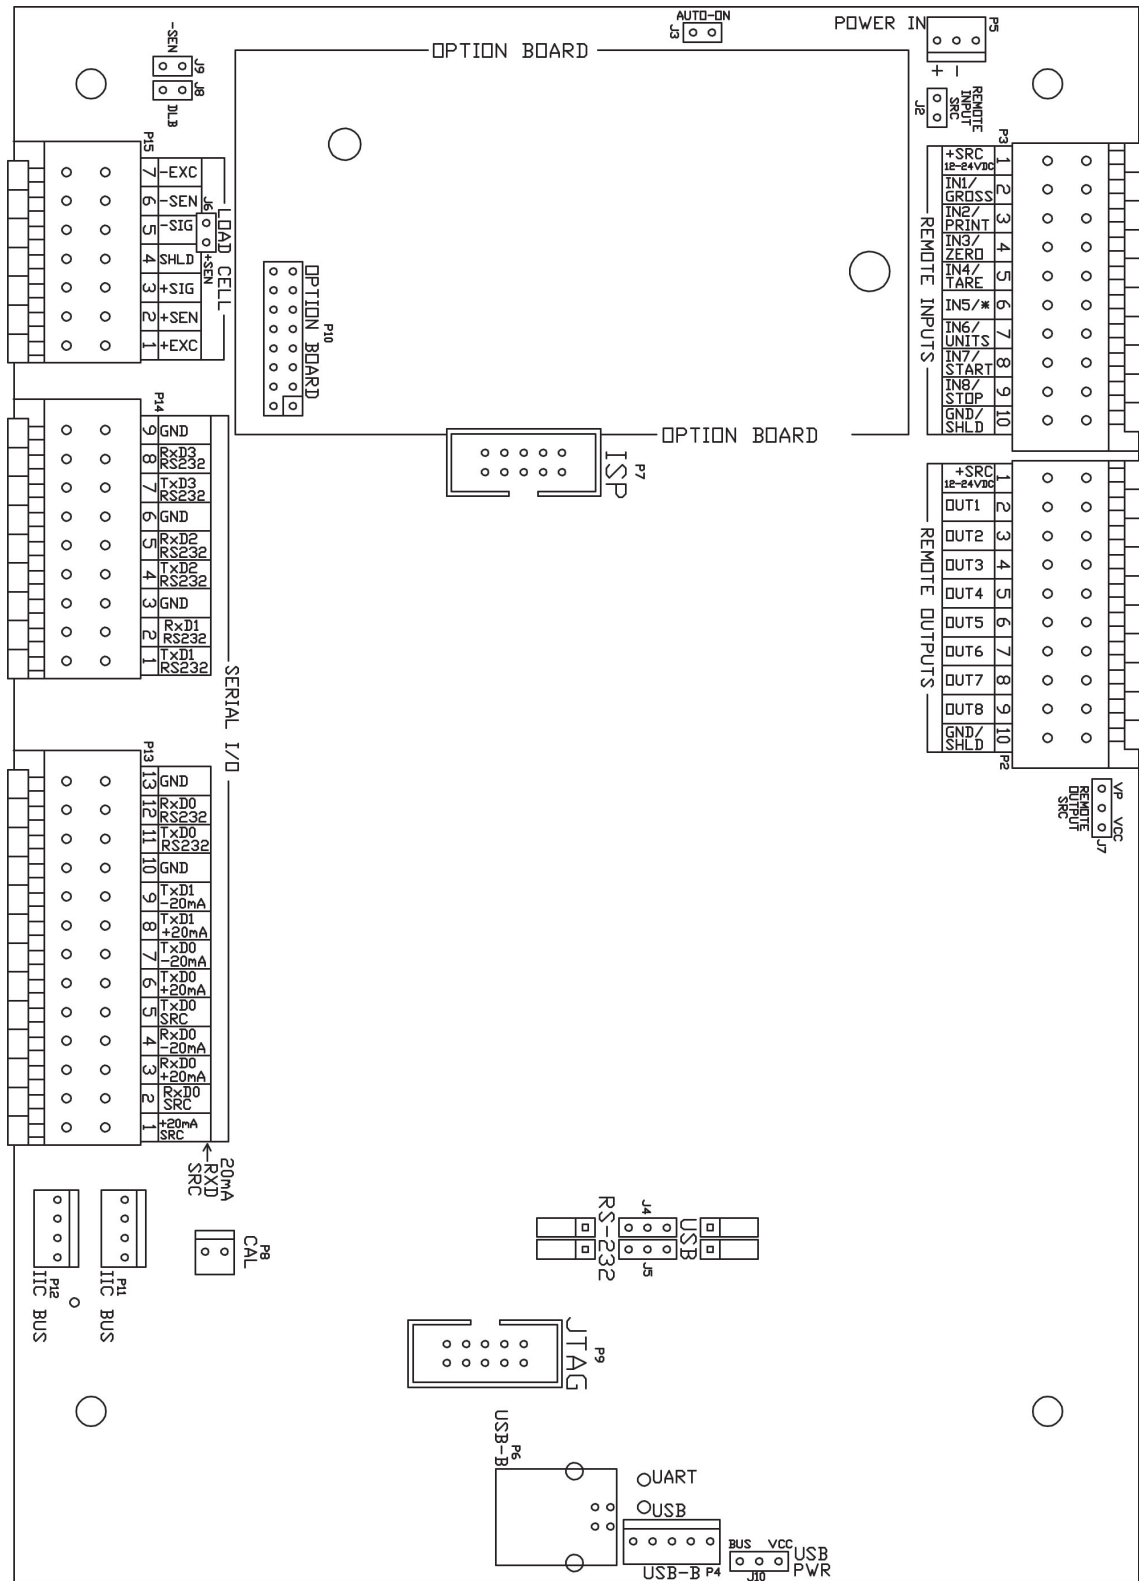 AUTO-ON
J3
POWER IN
P5
+ -
-SEN
J9
J8
DLB
OPTION BOARD
J2
REMOTE
INPUT
SRC
P15
7 -EXC
6 -SEN
5 -SIG
4 SHLD
3 +SIG
2 +SEN
1 +EXC
J6
+SEN
LOAD CELL
OPTION BOARD
P10
P3
+SRC
12-24VDC 1
IN1/
GROSS 2
IN2/
PRINT 3
IN3/
ZERO 4
IN4/
TARE 5
IN5/* 6
IN6/
UNITS 7
IN7/
START 8
IN8/
STOP 9
GND/
SHLD 10
REMOTE INPUTS
OPTION BOARD
ISP
P7
P14
9 GND
8 RxD3
RS232
7 TxD3
RS232
6 GND
5 RxD2
RS232
4 TxD2
RS232
3 GND
2 RxD1
RS232
1 TxD1
RS232
SERIAL I/O
+SRC
12-24VDC 1
OUT1 2
OUT2 3
OUT3 4
OUT4 5
OUT5 6
OUT6 7
OUT7 8
OUT8 9
GND/
SHLD 10
REMOTE OUTPUTS
P2
VP VCC
REMOTE
OUTPUT
SRC
J7
P13
13 GND
12 RxD0
RS232
11 TxD0
RS232
10 GND
9 TxD1
-20mA
8 TxD1
+20mA
7 TxD0
-20mA
6 TxD0
+20mA
5 TxD0
SRC
4 RxD0
-20mA
3 RxD0
+20mA
2 RxD0
SRC
1 +20mA
SRC
20mA
RXD
SRC
P12
IIC BUS
P11
IIC BUS
P8
CAL
RS-232
J4
J5
USB
JTAG
P9
USB-B
P6
UART
USB
USB-B P4
BUS VCC
J10
USB
PWR